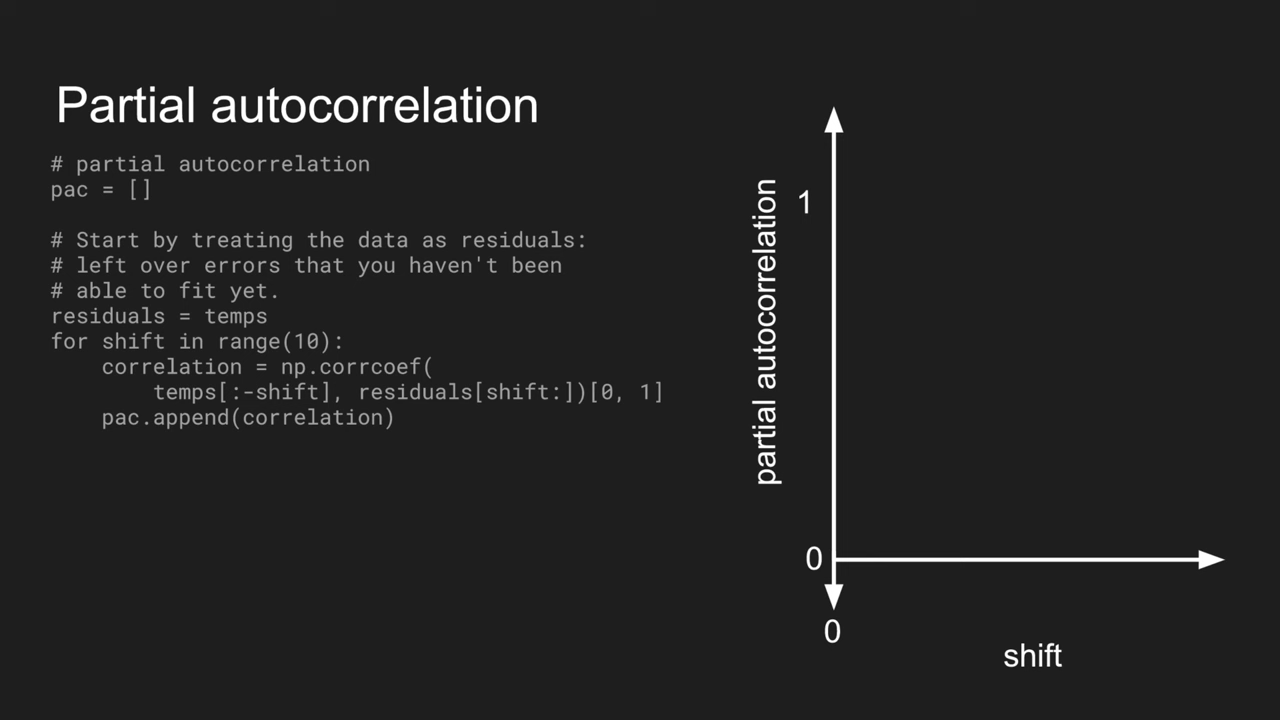 Partial autocorrelation
# partial autocorrelation
pac = []
# Start by treating the data as residuals:
# left over errors that you haven't been
# able to fit yet.
residuals = temps
for shift in range(10):
    correlation = np.corrcoef(
        temps[:-shift], residuals[shift:])[0, 1]
    pac.append(correlation)
partial autocorrelation
1
0
0
shift